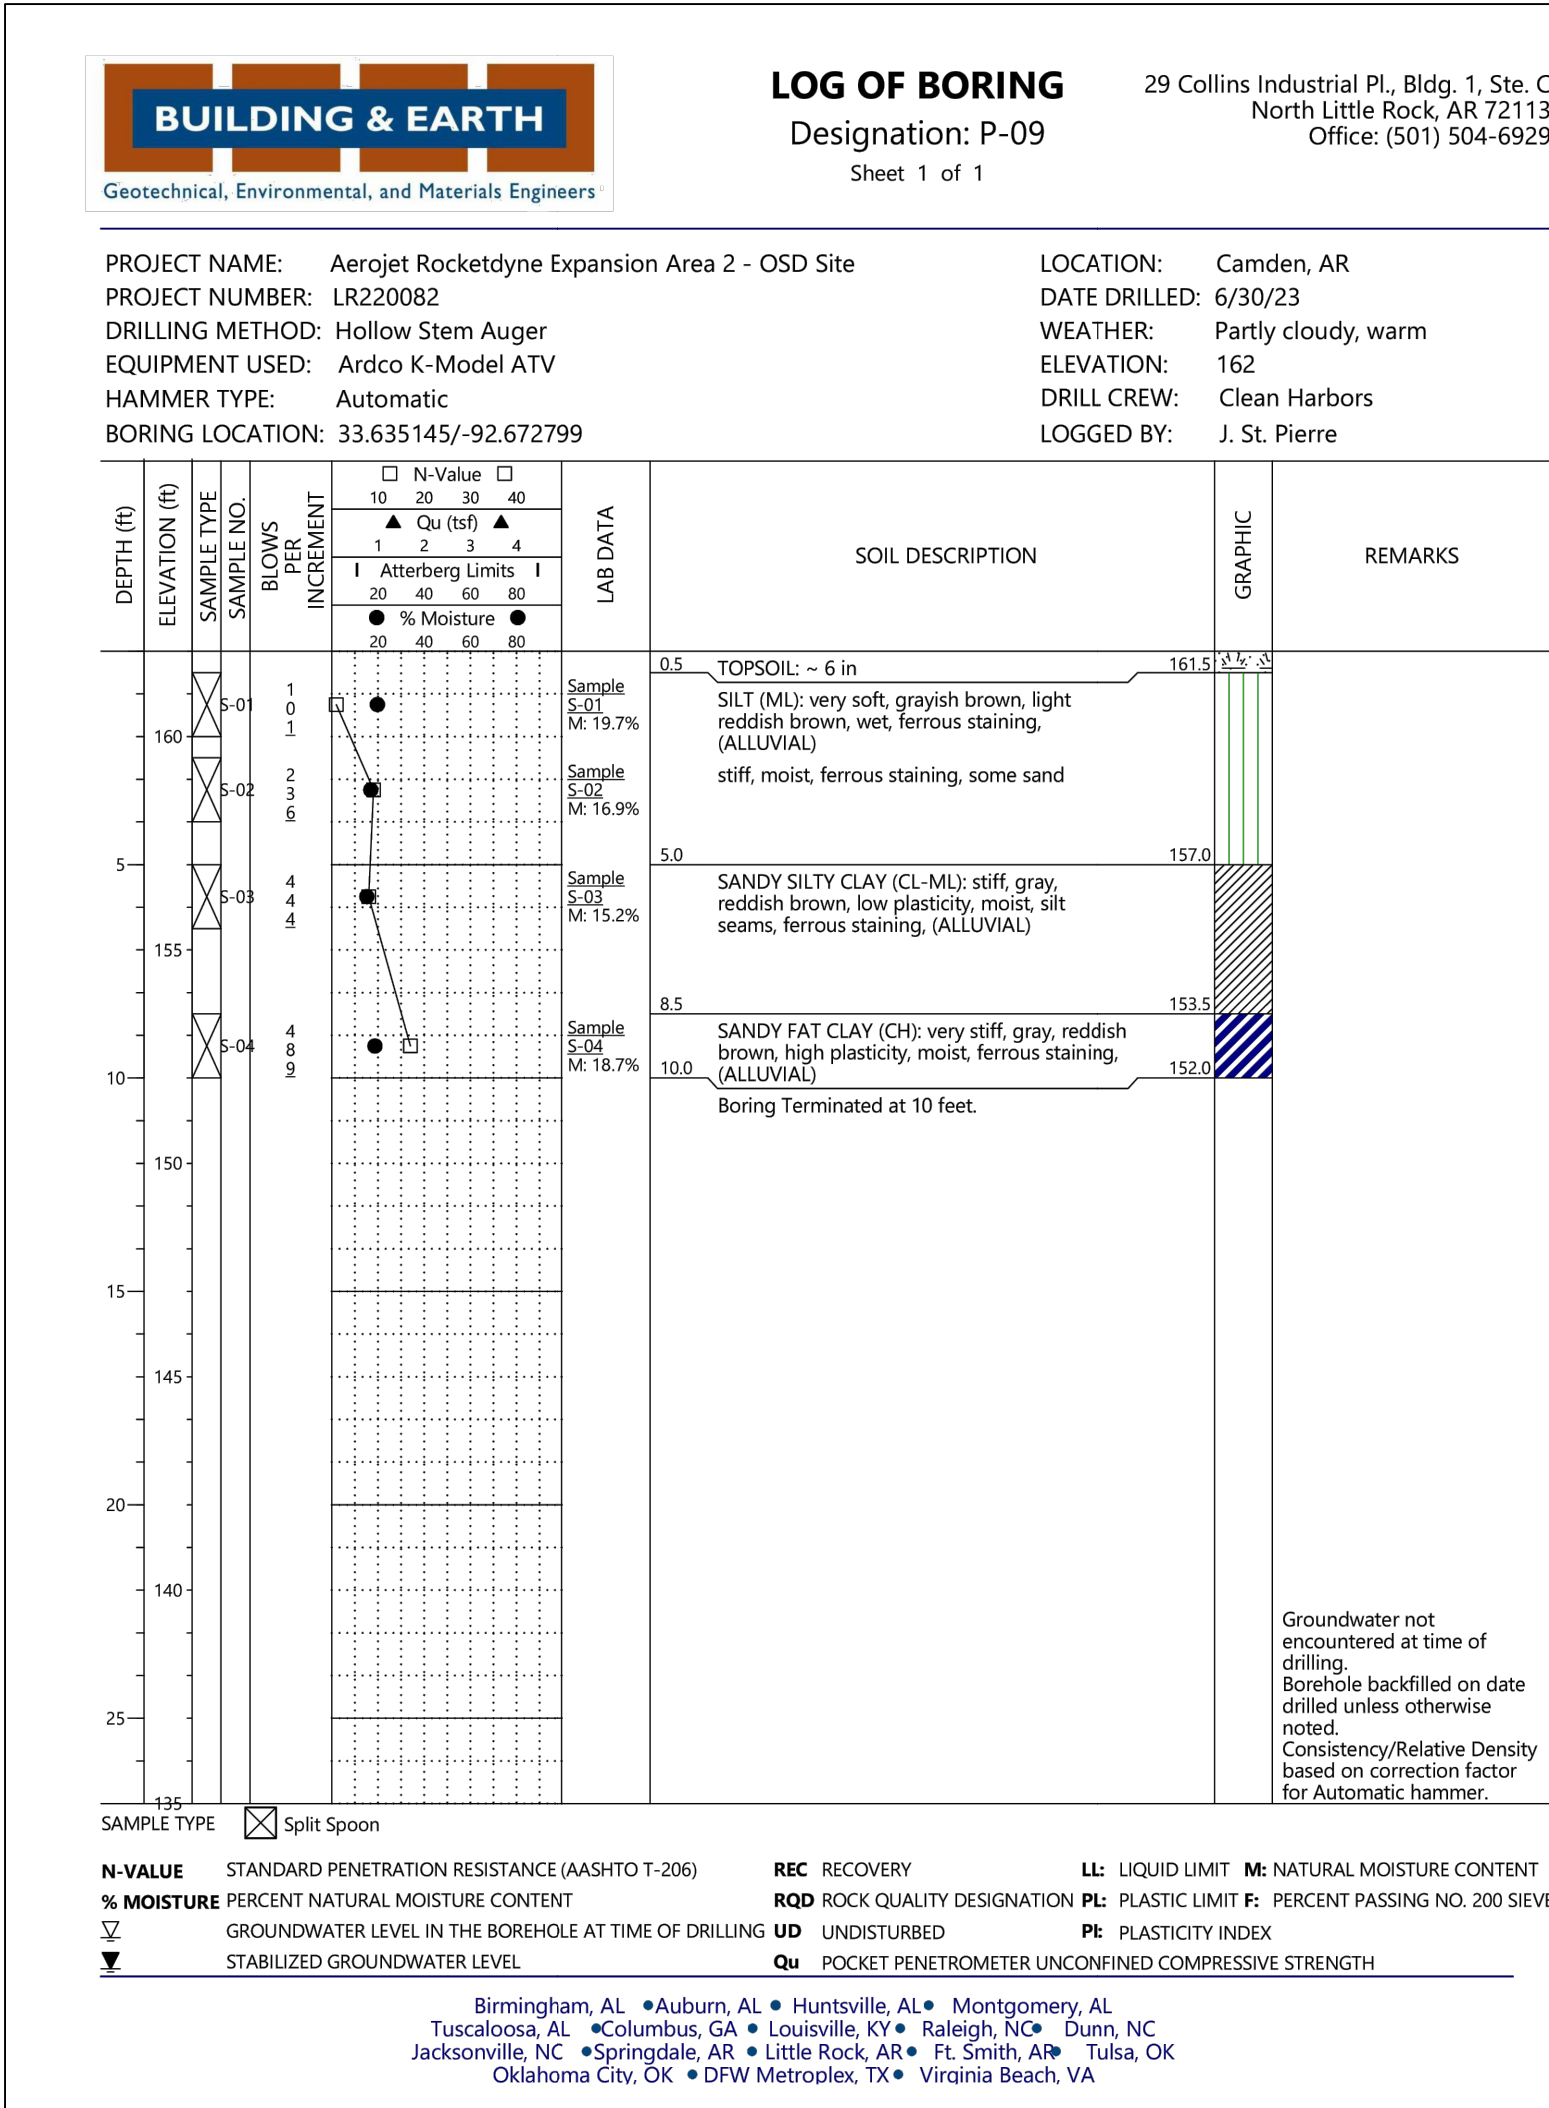 BUILDING & EARTH
Geotechnical, Environmental, and Materials Engineers
LOG OF BORING
Designation: P-09
Sheet 1 of 1
29 Collins Industrial Pl., Bldg. 1, Ste. C
North Little Rock, AR 72113
Office: (501) 504-6929
PROJECT NAME: Aerojet Rocketdyne Expansion Area 2 - OSD Site
PROJECT NUMBER: LR220082
DRILLING METHOD: Hollow Stem Auger
EQUIPMENT USED: Ardco K-Model ATV
HAMMER TYPE: Automatic
BORING LOCATION: 33.635145/-92.672799
LOCATION: Camden, AR
DATE DRILLED: 6/30/23
WEATHER: Partly cloudy, warm
ELEVATION: 162
DRILL CREW: Clean Harbors
LOGGED BY: J. St. Pierre
DEPTH (ft)
ELEVATION (ft)
SAMPLE TYPE
SAMPLE NO.
BLOWS
PER
INCREMENT
N-Value
10 20 30 40
Qu (tsf)
1 2 3 4
Atterberg Limits
20 40 60 80
% Moisture
20 40 60 80
LAB DATA
SOIL DESCRIPTION
GRAPHIC
REMARKS
0.5 TOPSOIL: ~ 6 in 161.5
S-01
1
0
1
Sample
S-01
M: 19.7%
SILT (ML): very soft, grayish brown, light
reddish brown, wet, ferrous staining,
(ALLUVIAL)
160
S-02
2
3
6
Sample
S-02
M: 16.9%
stiff, moist, ferrous staining, some sand
5
5.0 157.0
S-03
4
4
4
Sample
S-03
M: 15.2%
SANDY SILTY CLAY (CL-ML): stiff, gray,
reddish brown, low plasticity, moist, silt
seams, ferrous staining, (ALLUVIAL)
155
8.5 153.5
S-04
4
8
9
Sample
S-04
M: 18.7%
SANDY FAT CLAY (CH): very stiff, gray, reddish
brown, high plasticity, moist, ferrous staining,
(ALLUVIAL)
10
10.0 152.0
Boring Terminated at 10 feet.
150
15
145
20
140
25
135
Groundwater not
encountered at time of
drilling.
Borehole backfilled on date
drilled unless otherwise
noted.
Consistency/Relative Density
based on correction factor
for Automatic hammer.
SAMPLE TYPE Split Spoon
N-VALUE STANDARD PENETRATION RESISTANCE (AASHTO T-206) REC RECOVERY LL: LIQUID LIMIT M: NATURAL MOISTURE CONTENT
% MOISTURE PERCENT NATURAL MOISTURE CONTENT RQD ROCK QUALITY DESIGNATION PL: PLASTIC LIMIT F: PERCENT PASSING NO. 200 SIEVE
GROUNDWATER LEVEL IN THE BOREHOLE AT TIME OF DRILLING UD UNDISTURBED PI: PLASTICITY INDEX
STABILIZED GROUNDWATER LEVEL Qu POCKET PENETROMETER UNCONFINED COMPRESSIVE STRENGTH
Birmingham, AL • Auburn, AL • Huntsville, AL • Montgomery, AL
Tuscaloosa, AL • Columbus, GA • Louisville, KY • Raleigh, NC • Dunn, NC
Jacksonville, NC • Springdale, AR • Little Rock, AR • Ft. Smith, AR • Tulsa, OK
Oklahoma City, OK • DFW Metroplex, TX • Virginia Beach, VA